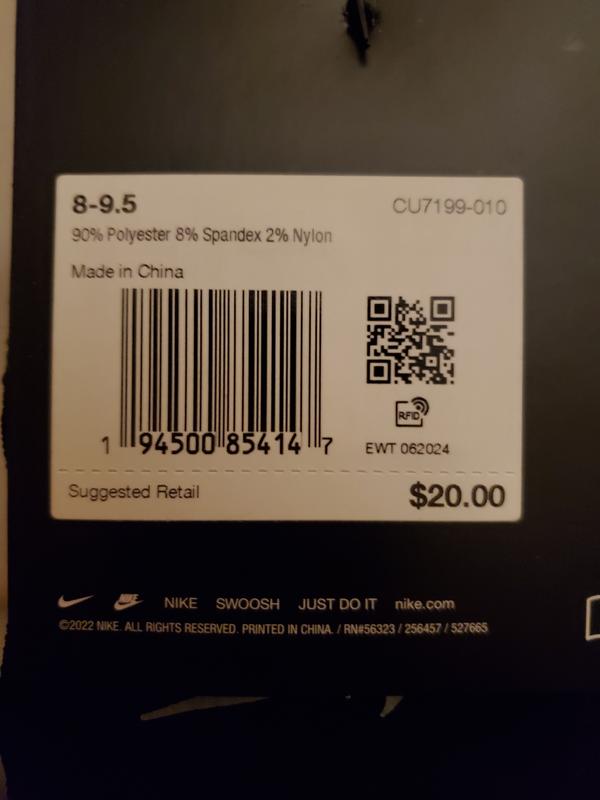 8-9.5
CU7199-010
90% Polyester 8% Spandex 2% Nylon
Made in China
RFID
1 94500 85414 7
EWT 062024
Suggested Retail
$20.00
NIKE SWOOSH JUST DO IT nike.com
©2022 NIKE. ALL RIGHTS RESERVED. PRINTED IN CHINA. / RN#56323 / 256457 / 527665